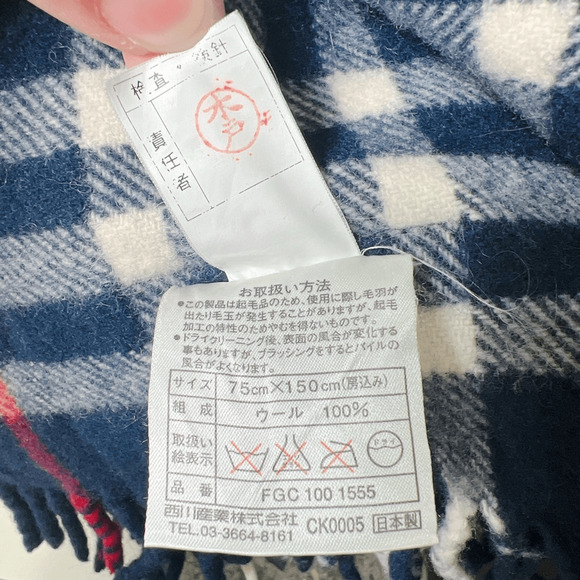 検査・検針
責任者
木戸
お取扱い方法
●この製品は起毛品のため、使用に際し毛羽が
出たり毛玉が発生することがありますが、起毛
加工の特性のためやむを得ないものです。
●ドライクリーニング後、表面の風合が変化する
事もありますが、ブラッシングをするとパイルの
風合がよくなります。
サイズ 75cm×150cm(房込み)
組成 ウール 100%
取扱い
絵表示 ドライ
品番 FGC 100 1555
西川産業株式会社 CK0005 日本製
TEL.03-3664-8161